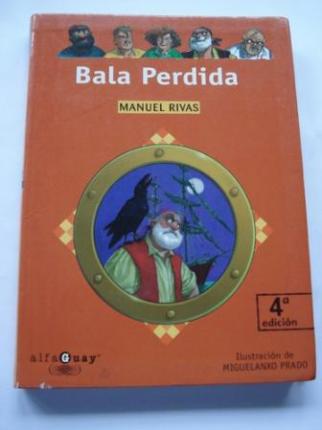 Bala Perdida
MANUEL RIVAS
4ª
edición
alfaGuay
Ilustración de
MIGUELANXO PRADO